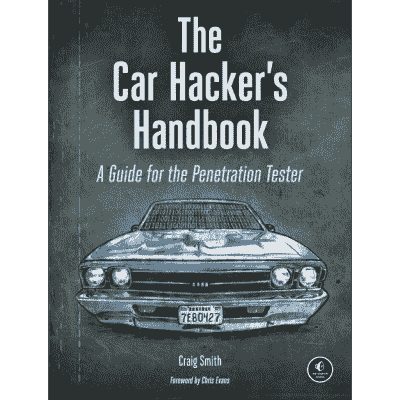 The
Car Hacker's
Handbook
A Guide for the Penetration Tester
7EB0427
Craig Smith
Foreword by Chris Evans